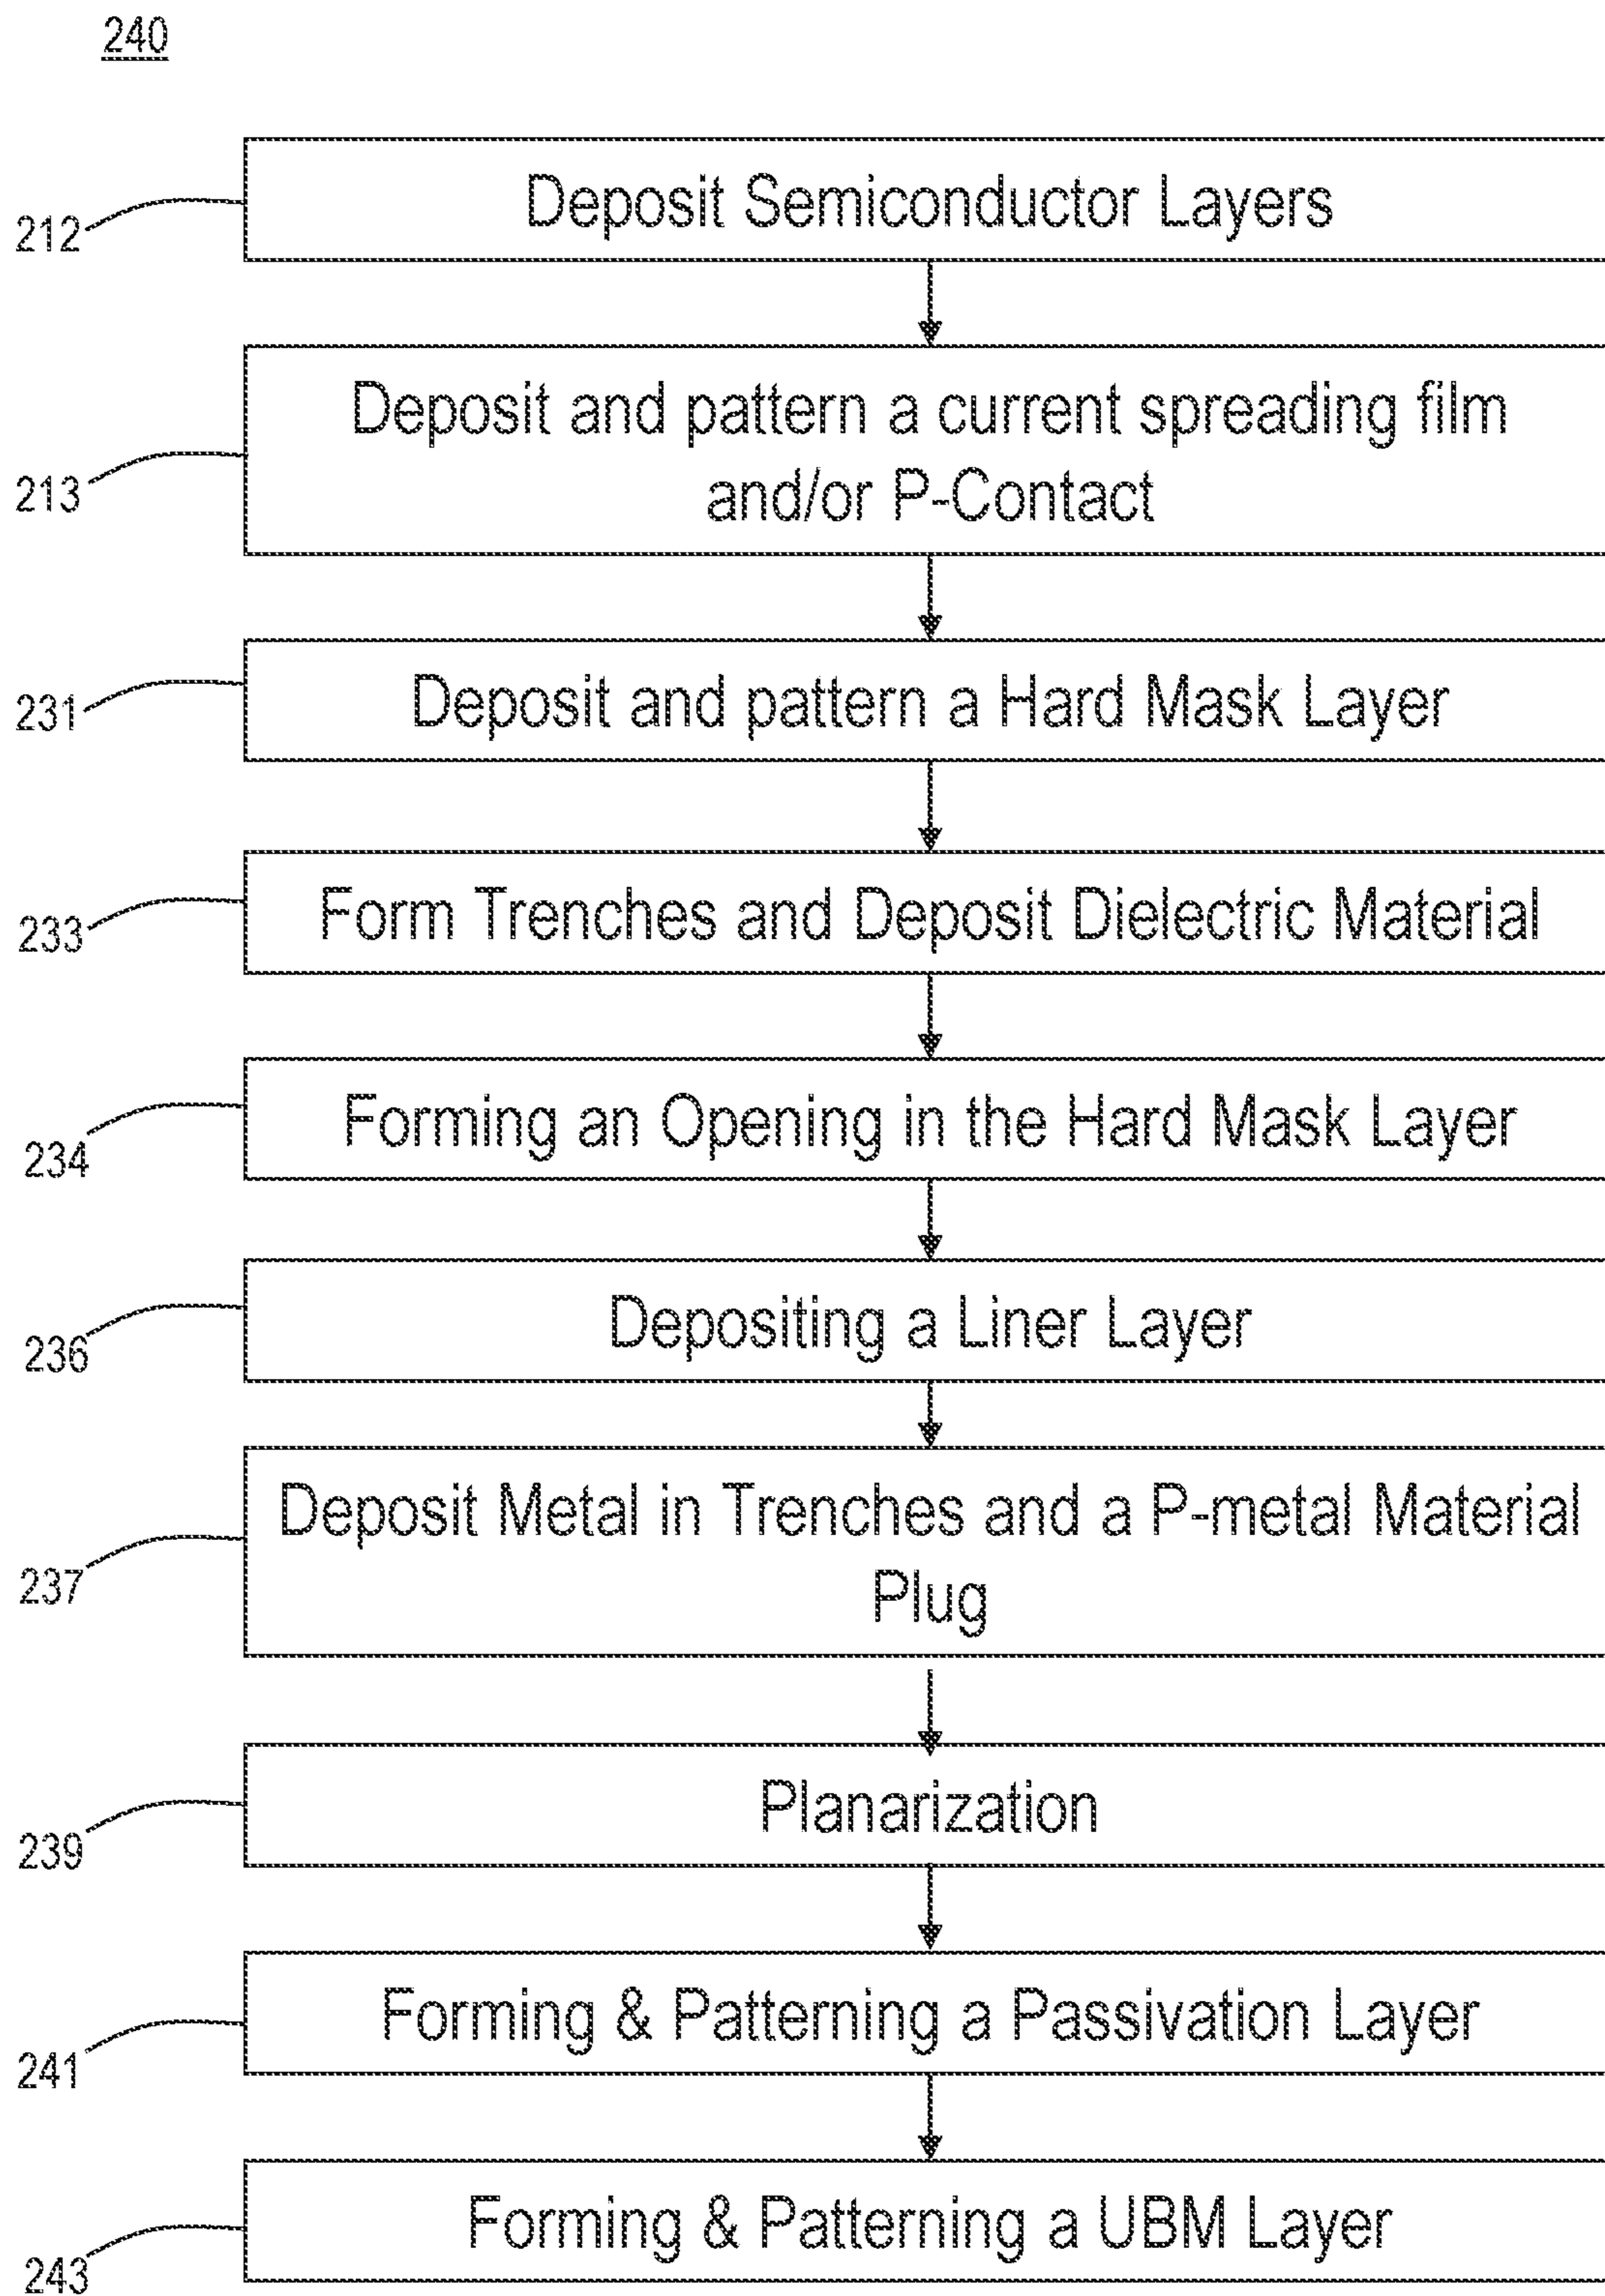 240
212
Deposit Semiconductor Layers
213
Deposit and pattern a current spreading film
and/or P-Contact
231
Deposit and pattern a Hard Mask Layer
233
Form Trenches and Deposit Dielectric Material
234
Forming an Opening in the Hard Mask Layer
236
Depositing a Liner Layer
237
Deposit Metal in Trenches and a P-metal Material
Plug
239
Planarization
241
Forming & Patterning a Passivation Layer
243
Forming & Patterning a UBM Layer